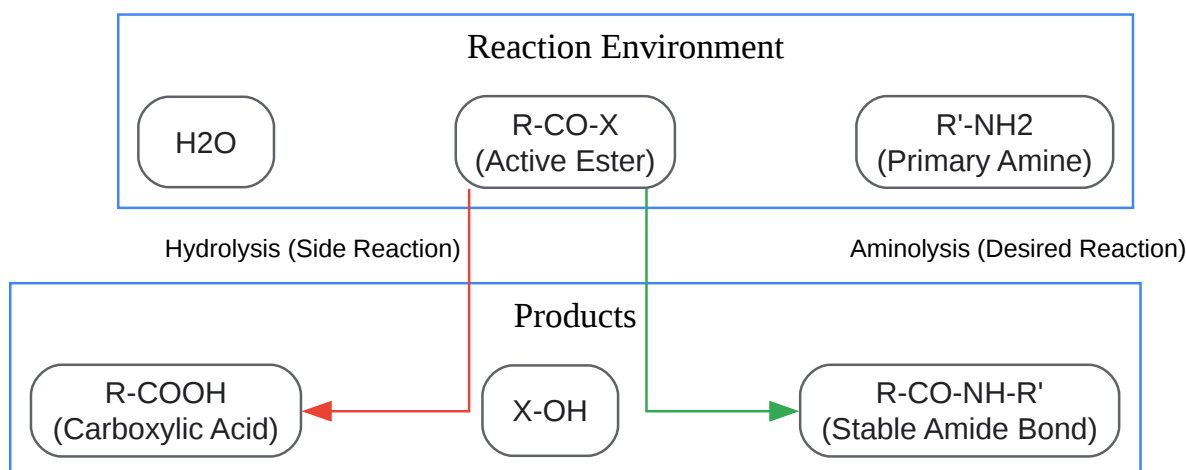 Reaction Environment
H2O
R-CO-X
(Active Ester)
R'-NH2
(Primary Amine)
Hydrolysis (Side Reaction)
Aminolysis (Desired Reaction)
Products
R-COOH
(Carboxylic Acid)
X-OH
R-CO-NH-R'
(Stable Amide Bond)